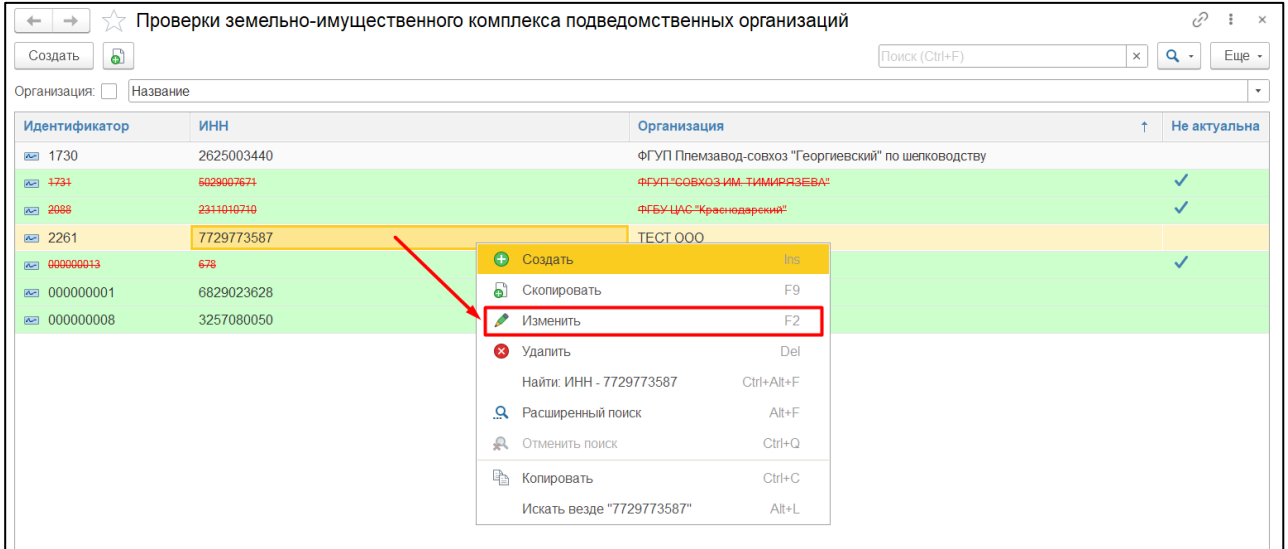 Проверки земельно-имущественного комплекса подведомственных организаций
Создать Поиск (Ctrl+F) Еще
Организация: Название
Идентификатор ИНН Организация Не актуальна
1730 2625003440 ФГУП Племзавод-совхоз "Георгиевский" по шелководству
1731 5029007671 ФГУП "СОВХОЗ ИМ. ТИМИРЯЗЕВА"
2088 2311010710 ФГБУ ЦАС "Краснодарский"
2261 7729773587 ТЕСТ ООО
000000013 678
000000001 6829023628
000000008 3257080050
Создать Ins
Скопировать F9
Изменить F2
Удалить Del
Найти: ИНН - 7729773587 Ctrl+Alt+F
Расширенный поиск Alt+F
Отменить поиск Ctrl+Q
Копировать Ctrl+C
Искать везде "7729773587" Alt+L